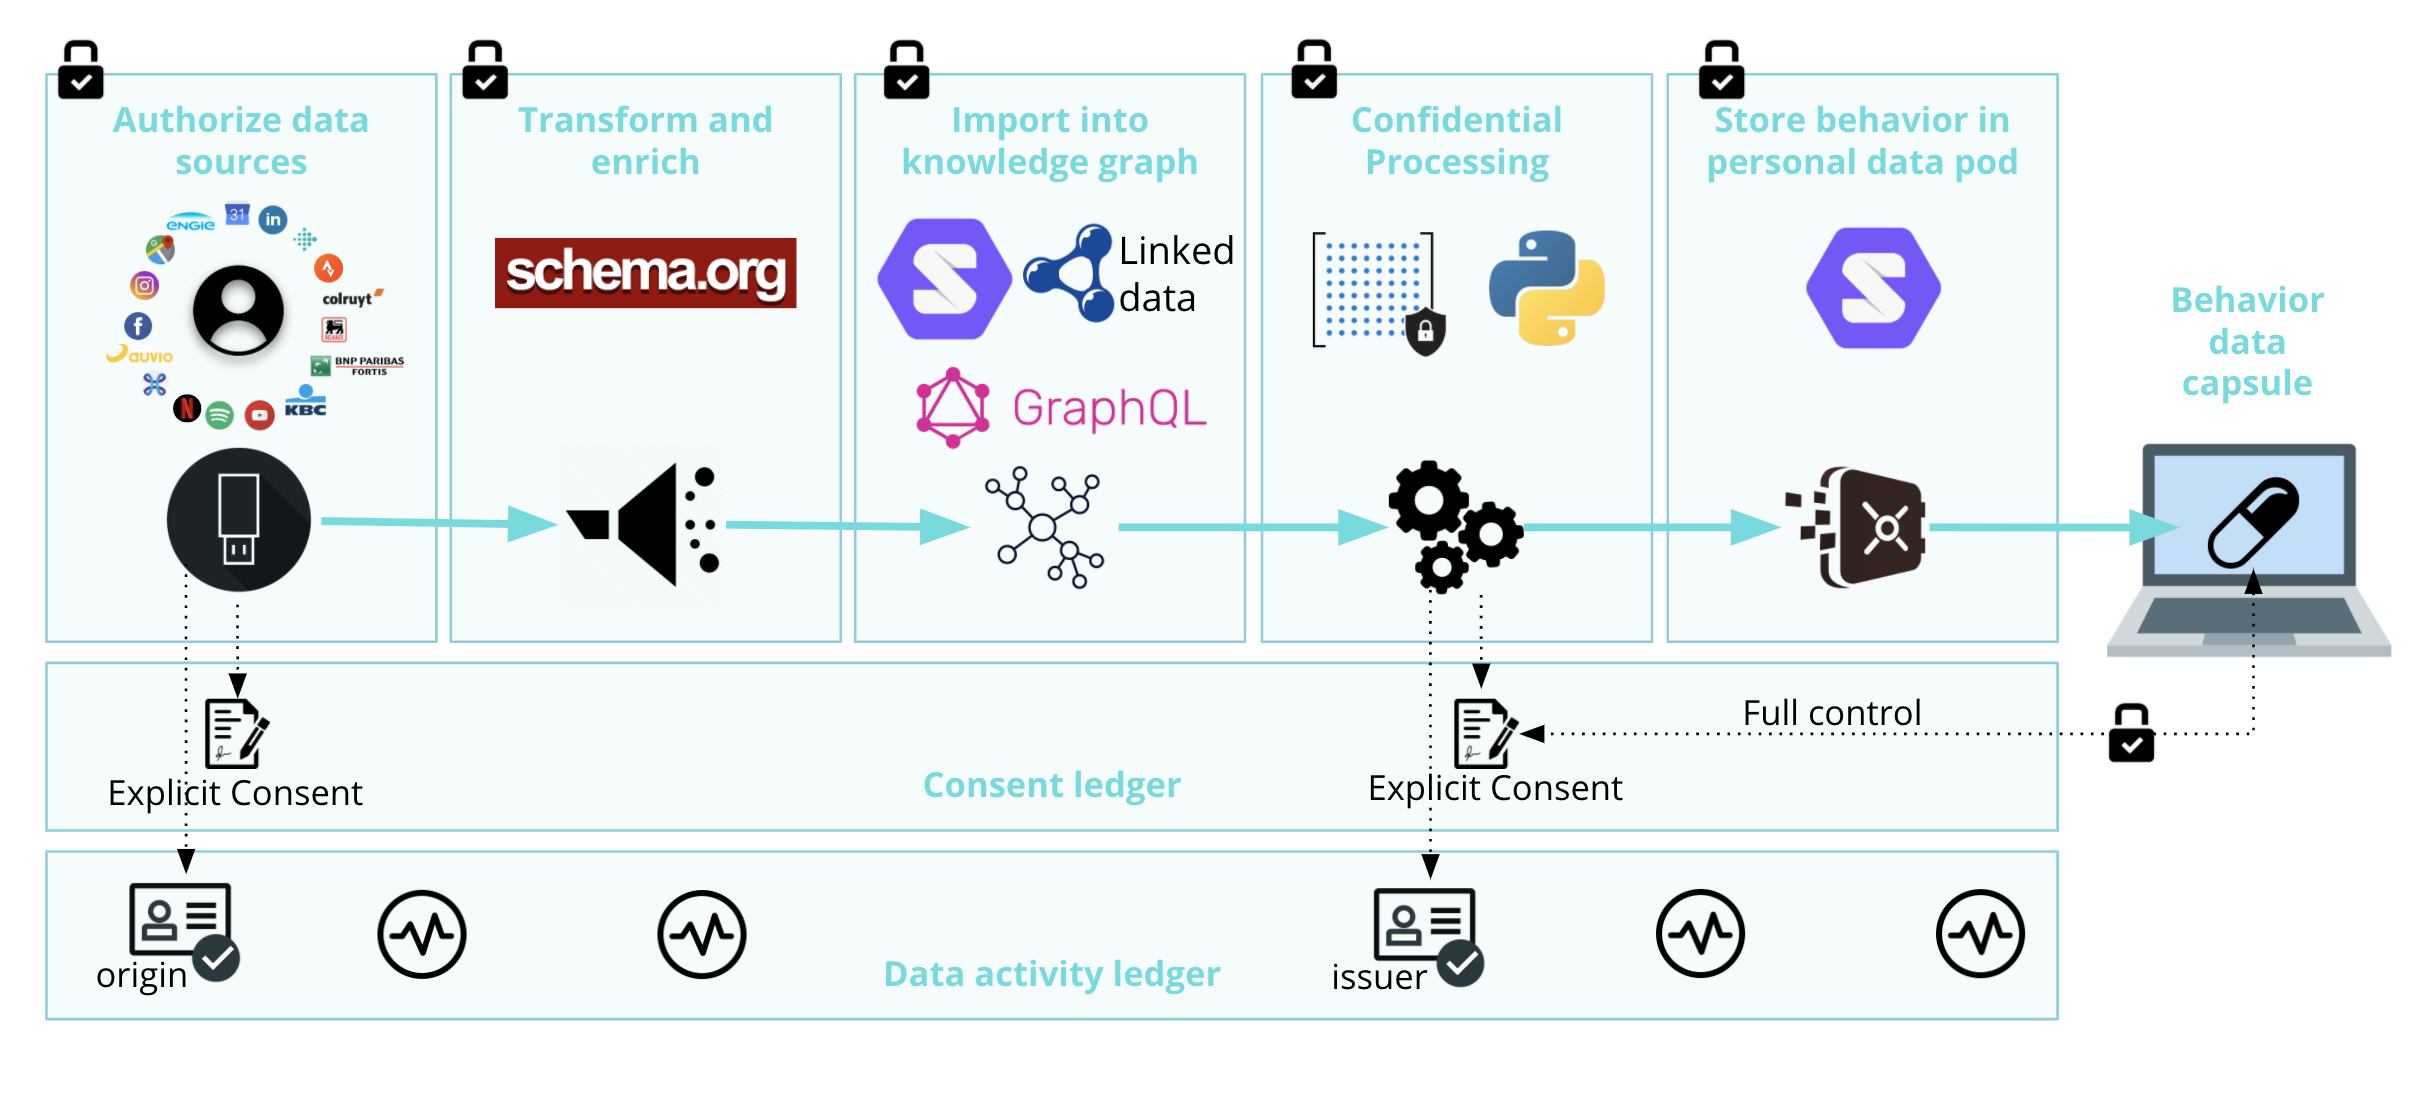 Authorize data
sources
Transform and
enrich
Import into
knowledge graph
Confidential
Processing
Store behavior in
personal data pod
Behavior
data
capsule
ENGIE
31
in
G
colruyt
DELHAIZE
f
auvio
BNP PARIBAS
FORTIS
N
KBC
schema.org
S
Linked
data
GraphQL
S
Explicit Consent
Consent ledger
Explicit Consent
Full control
origin
Data activity ledger
issuer